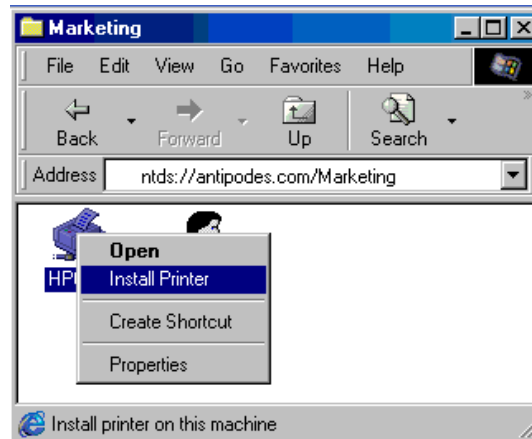 Marketing
File Edit View Go Favorites Help
Back Forward Up Search
Address ntds://antipodes.com/Marketing
Open
HP
Install Printer
Create Shortcut
Properties
Install printer on this machine